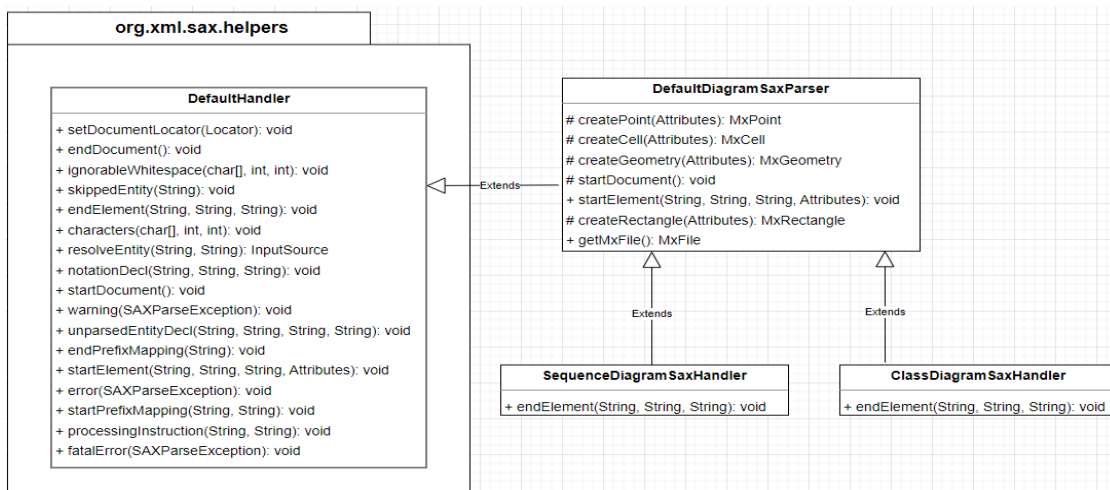 org.xml.sax.helpers
DefaultHandler
+ setDocumentLocator(Locator): void
+ endDocument(): void
+ ignorableWhitespace(char[], int, int): void
+ skippedEntity(String): void
+ endElement(String, String, String): void
+ characters(char[], int, int): void
+ resolveEntity(String, String): InputSource
+ notationDecl(String, String, String): void
+ startDocument(): void
+ warning(SAXParseException): void
+ unparsedEntityDecl(String, String, String, String): void
+ endPrefixMapping(String): void
+ startElement(String, String, String, Attributes): void
+ error(SAXParseException): void
+ startPrefixMapping(String, String): void
+ processingInstruction(String, String): void
+ fatalError(SAXParseException): void
Extends
DefaultDiagramSaxParser
# createPoint(Attributes): MxPoint
# createCell(Attributes): MxCell
# createGeometry(Attributes): MxGeometry
# startDocument(): void
+ startElement(String, String, String, Attributes): void
# createRectangle(Attributes): MxRectangle
+ getMxFile(): MxFile
Extends
Extends
SequenceDiagramSaxHandler
+ endElement(String, String, String): void
ClassDiagramSaxHandler
+ endElement(String, String, String): void